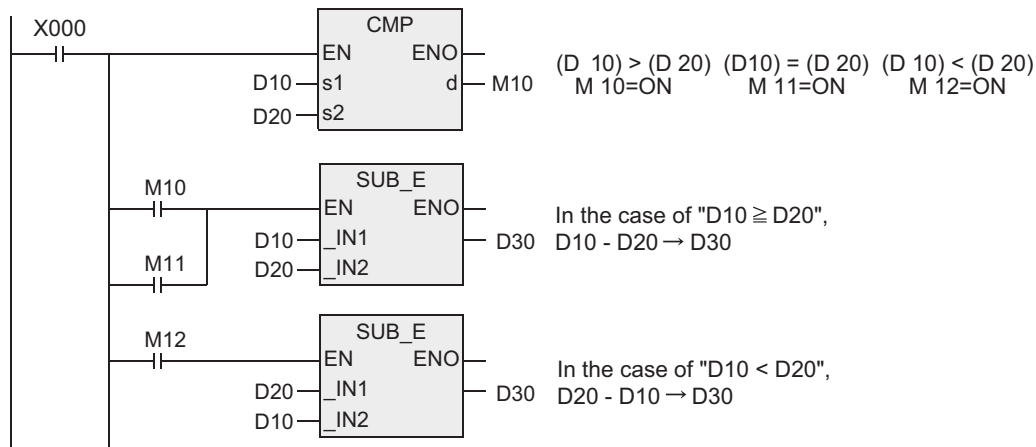 X000
CMP
EN ENO
D10 s1 d M10
D20 s2
(D 10) > (D 20) (D10) = (D 20) (D 10) < (D 20)
M 10=ON M 11=ON M 12=ON
M10
SUB_E
EN ENO
D10 _IN1 D30
D20 _IN2
M11
In the case of "D10 ≧ D20",
D10 - D20 → D30
M12
SUB_E
EN ENO
D20 _IN1 D30
D10 _IN2
In the case of "D10 < D20",
D20 - D10 → D30